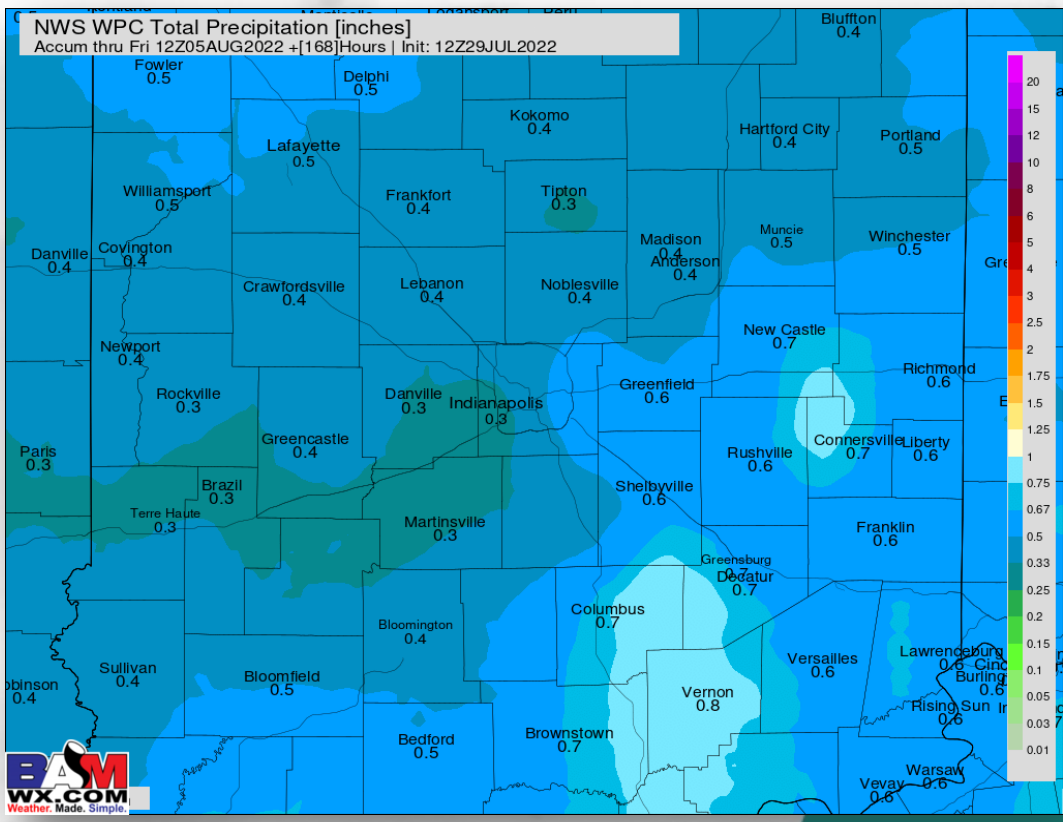 NWS WPC Total Precipitation [inches]
Accum thru Fri 12Z05AUG2022 +[168]Hours | Init: 12Z29JUL2022
Bluffton
0.4
Fowler
0.5
Delphi
0.5
Kokomo
0.4
Hartford City
0.4
Portland
0.5
Lafayette
0.5
Williamsport
0.5
Frankfort
0.4
Tipton
0.3
Muncie
0.5
Winchester
0.5
Madison
0.4
Anderson
0.4
Danville
0.4
Covington
0.4
Crawfordsville
0.4
Lebanon
0.4
Noblesville
0.4
New Castle
0.7
Newport
0.4
Richmond
0.6
Rockville
0.3
Danville
0.3
Indianapolis
0.3
Greenfield
0.6
Paris
0.3
Greencastle
0.4
Rushville
0.6
Connersville
0.7
Liberty
0.6
Brazil
0.3
Terre Haute
0.3
Martinsville
0.3
Shelbyville
0.6
Franklin
0.6
Greensburg
0.7
Decatur
0.7
Columbus
0.7
Bloomington
0.4
Sullivan
0.4
Bloomfield
0.5
Versailles
0.6
Lawrenceburg
0.6
Burling
0.6
Rising Sun
0.6
obinson
0.4
Vernon
0.8
Bedford
0.5
Brownstown
0.7
Warsaw
0.6
Vevay
0.6
20
15
12
10
8
6
5
4
3
2.5
2
1.75
1.5
1.25
1
0.75
0.67
0.5
0.33
0.25
0.2
0.15
0.1
0.05
0.03
0.01
BAM
WX.COM
Weather. Made. Simple.